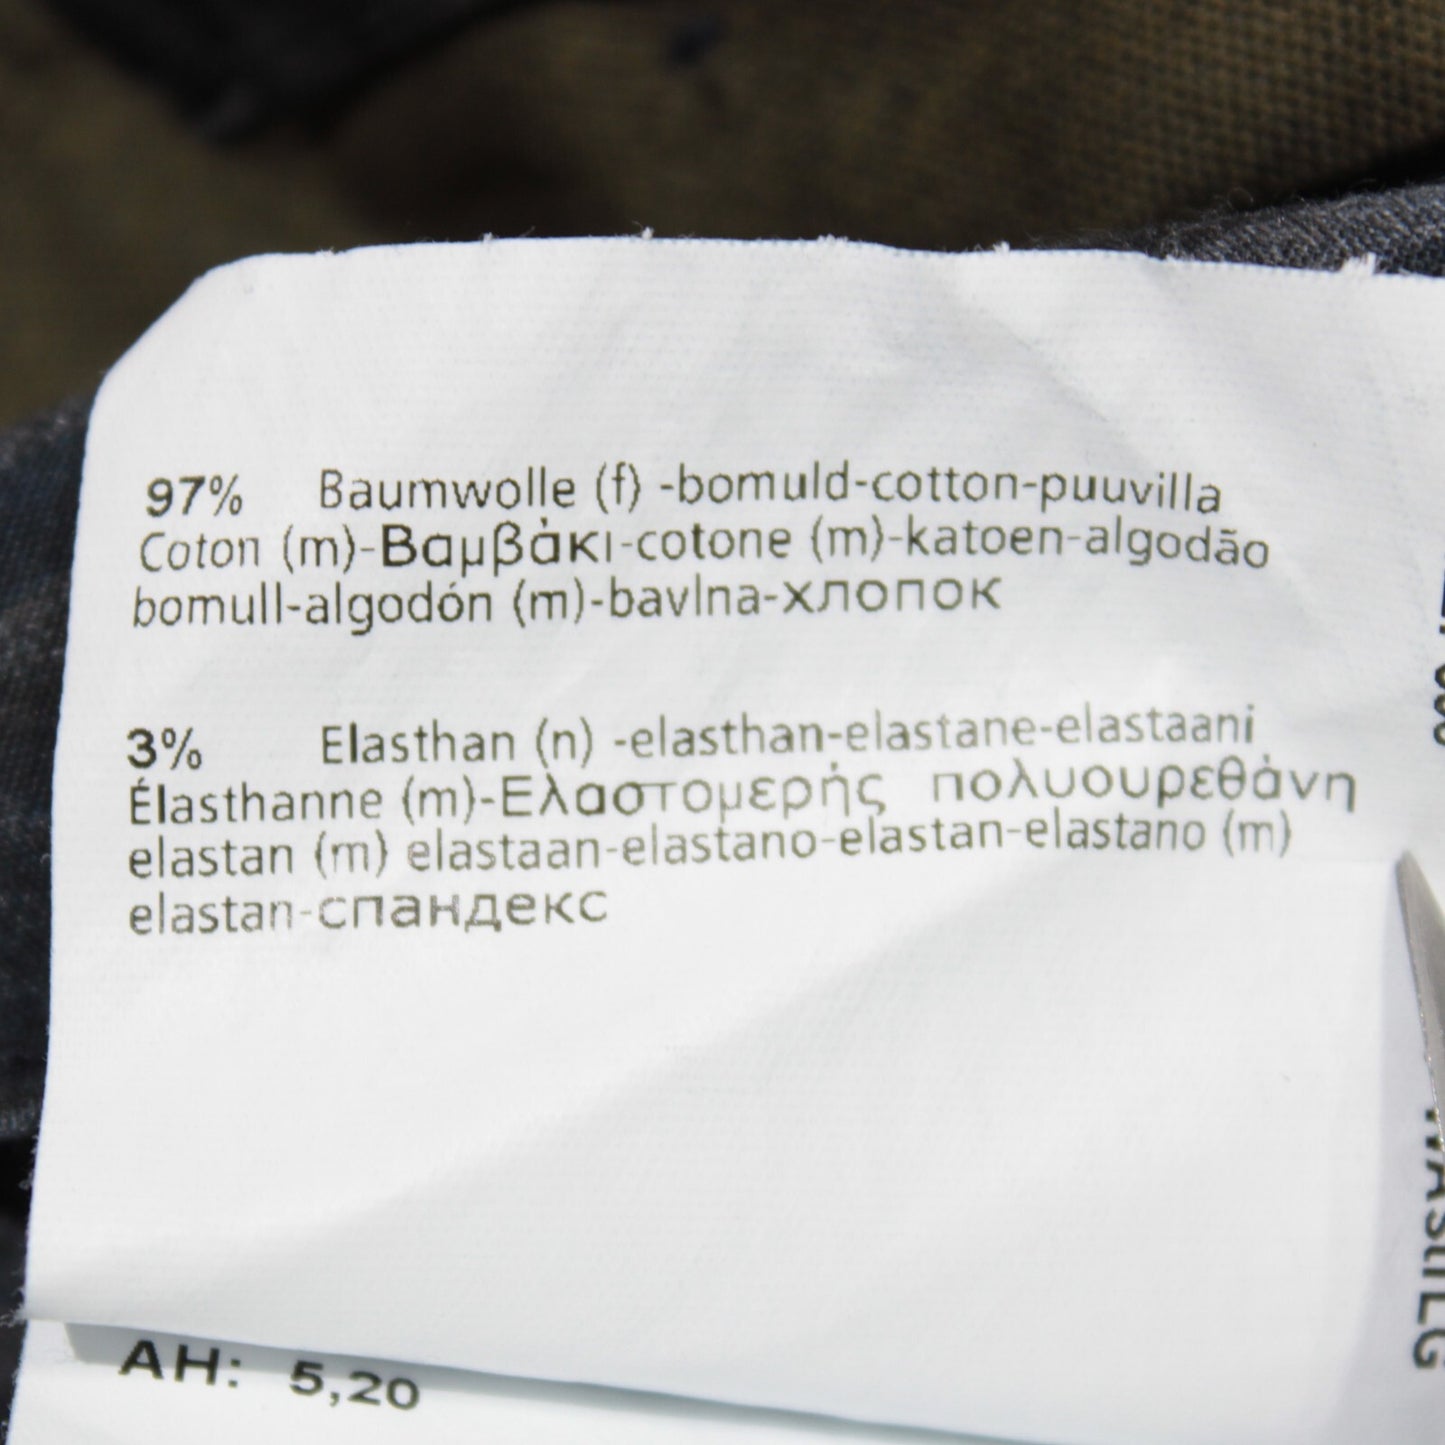 97% Baumwolle (f) -bomuld-cotton-puuvilla
Coton (m)-Βαμβάκι-cotone (m)-katoen-algodão
bomull-algodón (m)-bavlna-хлопок
3% Elasthan (n) -elasthan-elastane-elastaani
Élasthanne (m)-Ελαστομερής πολυουρεθάνη
elastan (m) elastaan-elastano-elastan-elastano (m)
elastan-спандекс
AH: 5,20